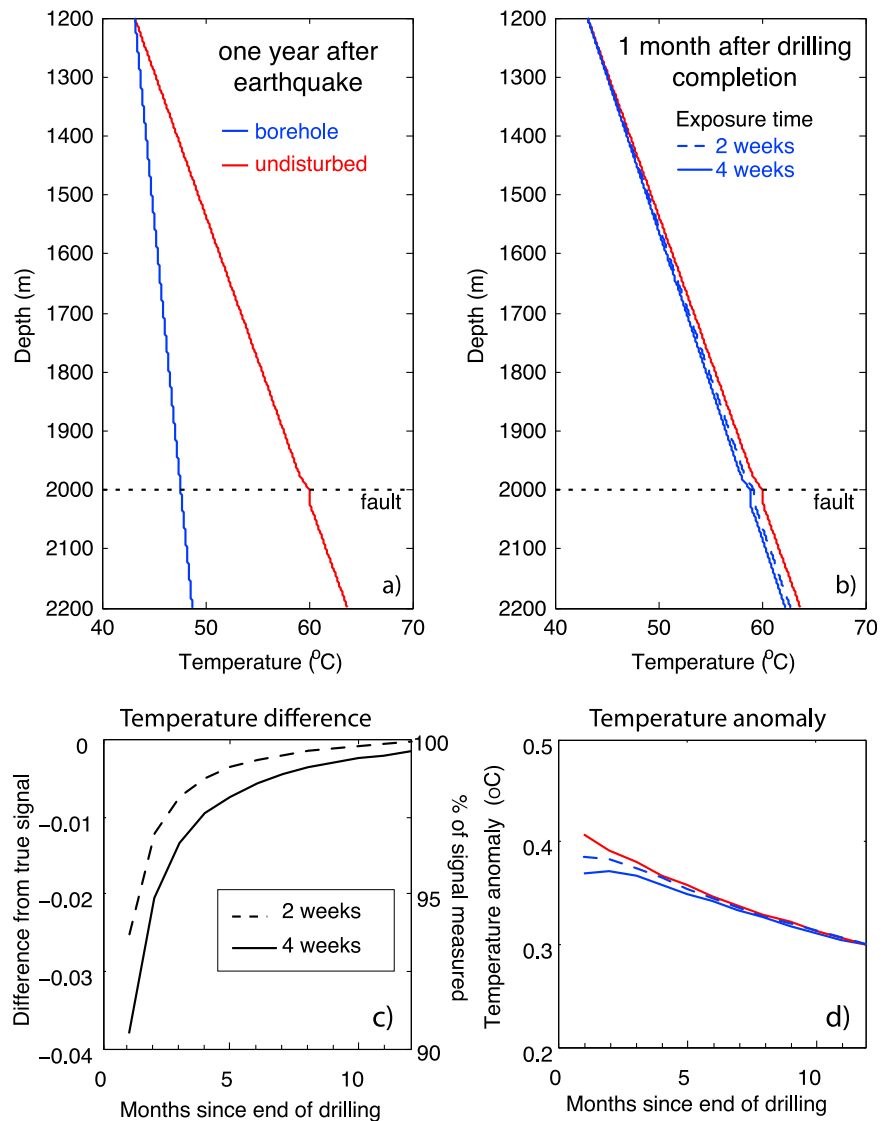 one year after
earthquake
borehole
undisturbed
1200
1300
1400
1500
1600
1700
1800
1900
2000
2100
2200
Depth (m)
fault
a)
40
50
60
70
Temperature (ºC)
1 month after drilling
completion
Exposure time
2 weeks
4 weeks
1200
1300
1400
1500
1600
1700
1800
1900
2000
2100
2200
Depth (m)
fault
b)
40
50
60
70
Temperature (ºC)
Temperature difference
0
−0.01
−0.02
−0.03
−0.04
Difference from true signal
100
95
90
% of signal measured
2 weeks
4 weeks
c)
0
5
10
Months since end of drilling
Temperature anomaly
0.5
0.4
0.3
0.2
Temperature anomaly (oC)
d)
0
5
10
Months since end of drilling